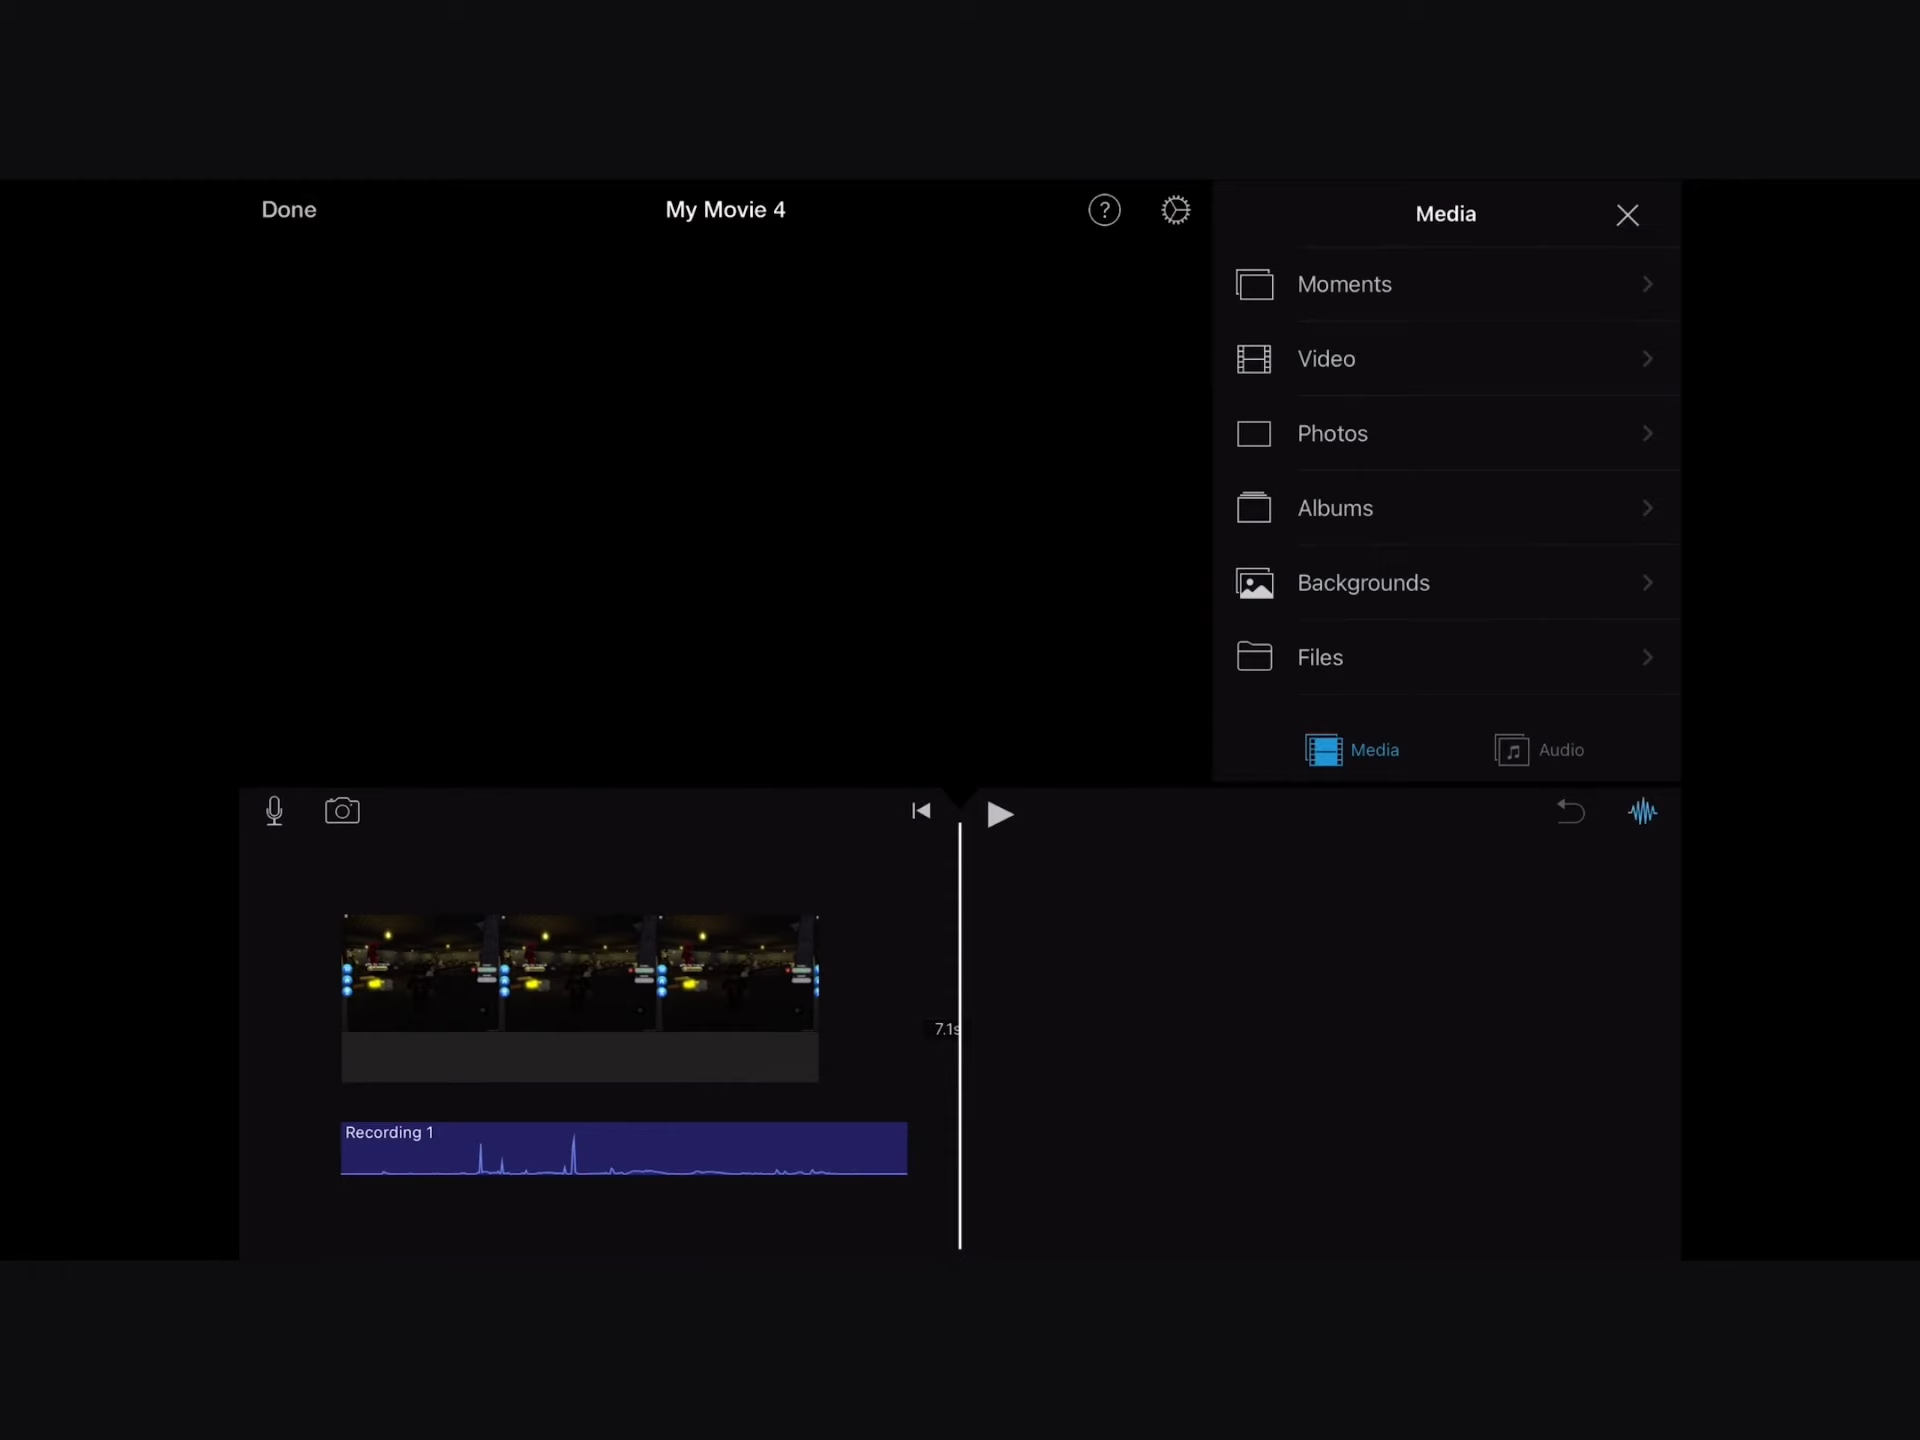 Done
My Movie 4
?
Media
Moments
Video
Photos
Albums
Backgrounds
Files
Media
Audio
7.1s
Recording 1